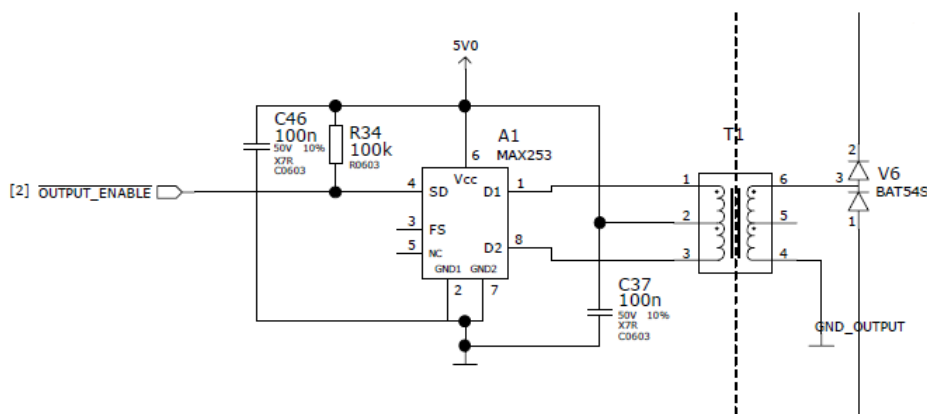 5V0
C46
100n
50V 10%
X7R
C0603
R34
100k
R0603
A1
MAX253
6
T1
[2] OUTPUT_ENABLE
4
SD
Vcc
D1
1
3
FS
5
NC
D2
8
GND1
GND2
2
7
1
2
3
6
5
4
2
3
V6
BAT54S
1
C37
100n
50V 10%
X7R
C0603
GND_OUTPUT